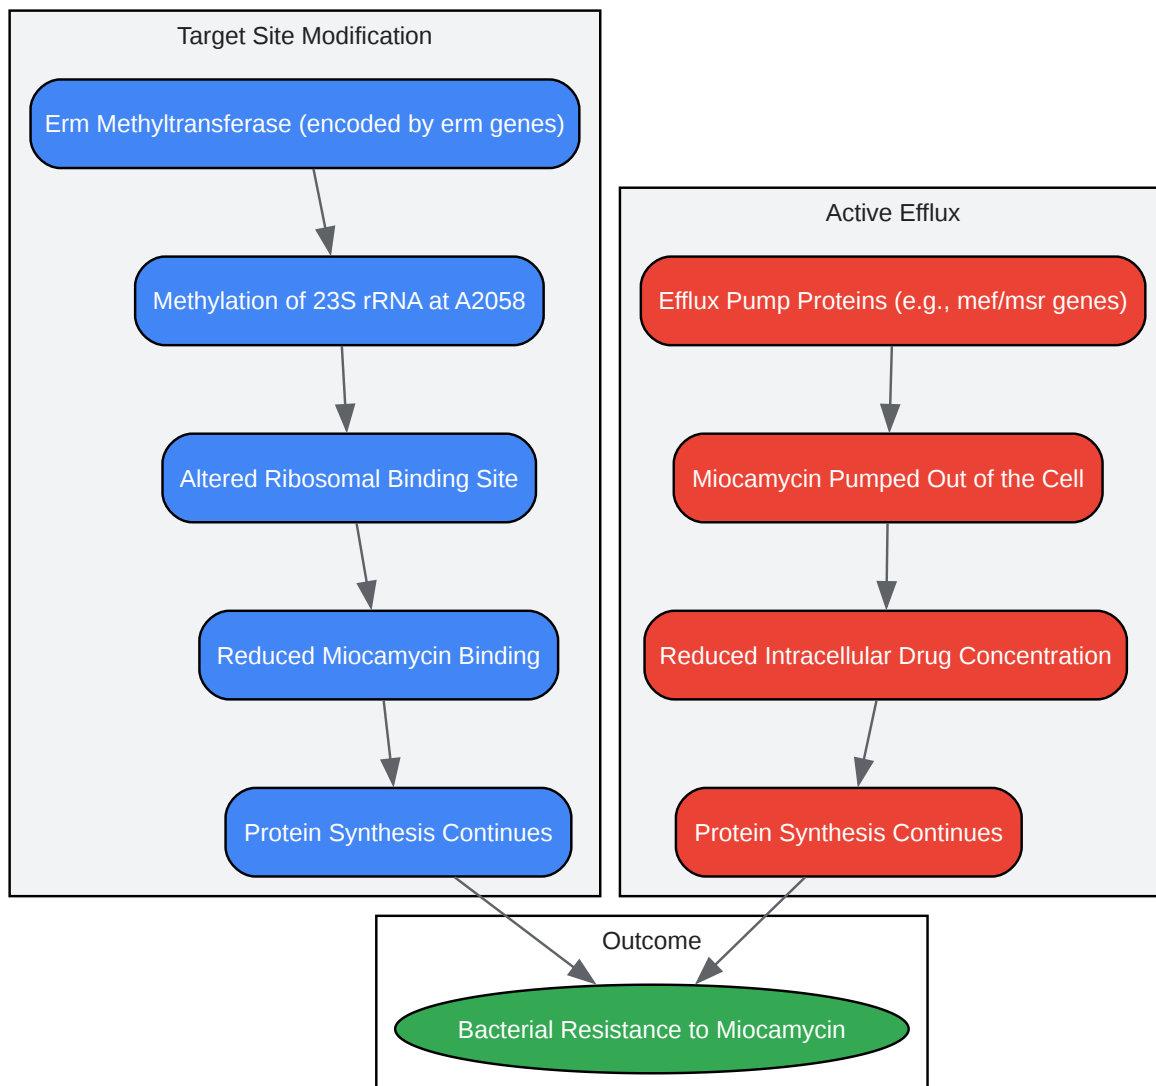 Target Site Modification
Erm Methyltransferase (encoded by erm genes)
Methylation of 23S rRNA at A2058
Altered Ribosomal Binding Site
Reduced Miocamycin Binding
Protein Synthesis Continues
Active Efflux
Efflux Pump Proteins (e.g., mef/msr genes)
Miocamycin Pumped Out of the Cell
Reduced Intracellular Drug Concentration
Protein Synthesis Continues
Outcome
Bacterial Resistance to Miocamycin